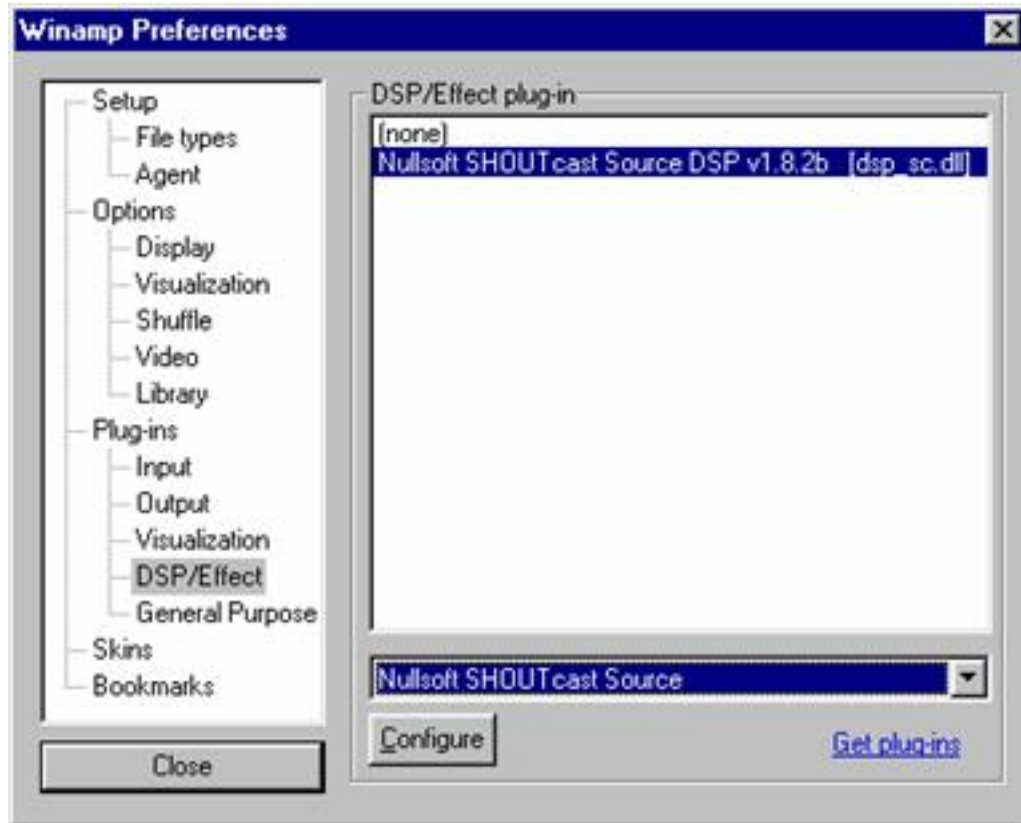 Winamp Preferences
Setup
File types
Agent
Options
Display
Visualization
Shuffle
Video
Library
Plug-ins
Input
Output
Visualization
DSP/Effect
General Purpose
Skins
Bookmarks
Close
DSP/Effect plug-in
(none)
Nullsoft SHOUTcast Source DSP v1.8.2b [dsp_sc.dll]
Nullsoft SHOUTcast Source
Configure
Get plug-ins